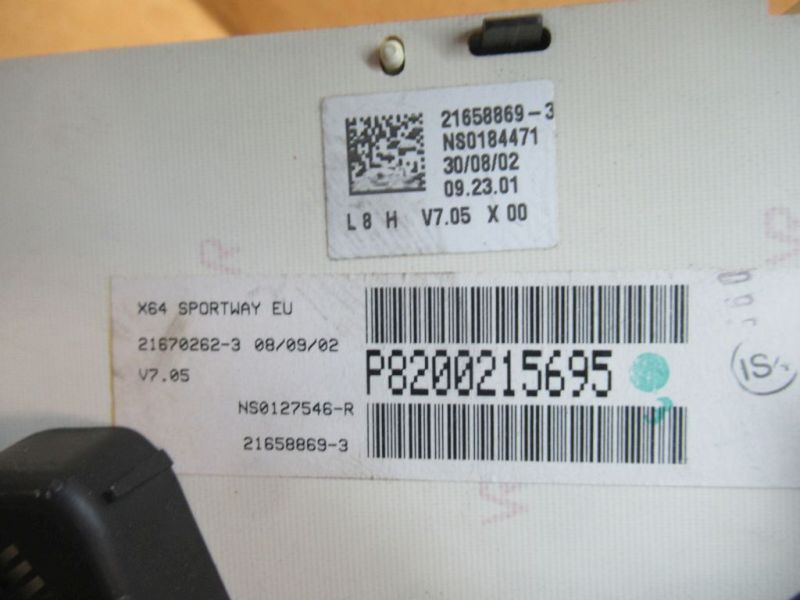 21658869-3
NS0184471
30/08/02
09.23.01
L 8 H V7.05 X 00
X64 SPORTWAY EU
21670262-3 08/09/02
V7.05
P8200215695
NS0127546-R
21658869-3